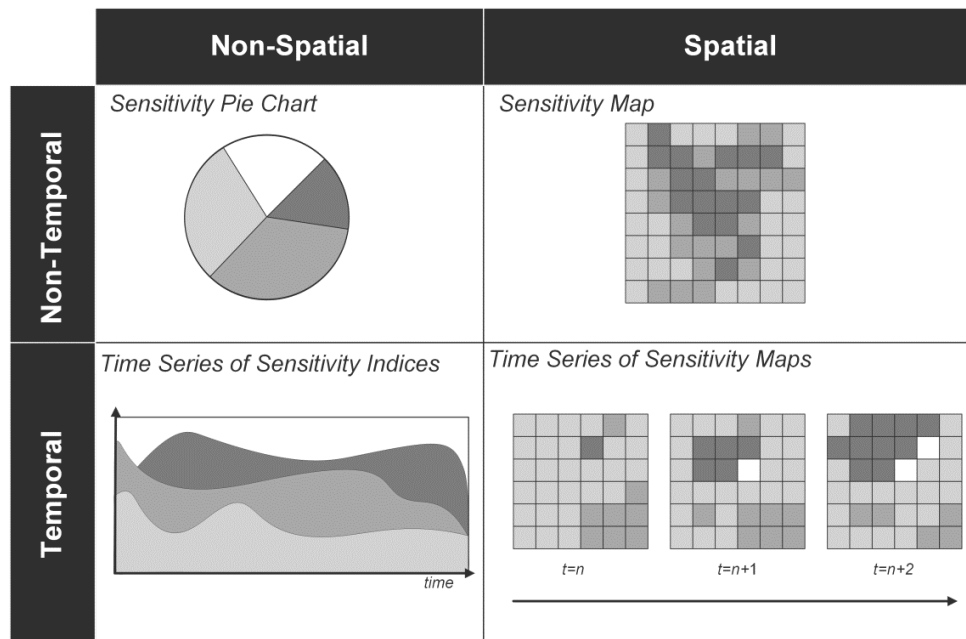 Non-Spatial
Spatial
Non-Temporal
Sensitivity Pie Chart
Sensitivity Map
Temporal
Time Series of Sensitivity Indices
time
Time Series of Sensitivity Maps
t=n
t=n+1
t=n+2